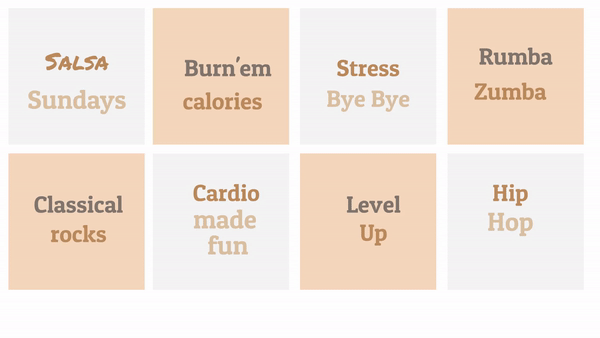 Salsa
Sundays
Burn'em
calories
Stress
Bye Bye
Rumba
Zumba
Classical
rocks
Cardio
made
fun
Level
Up
Hip
Hop